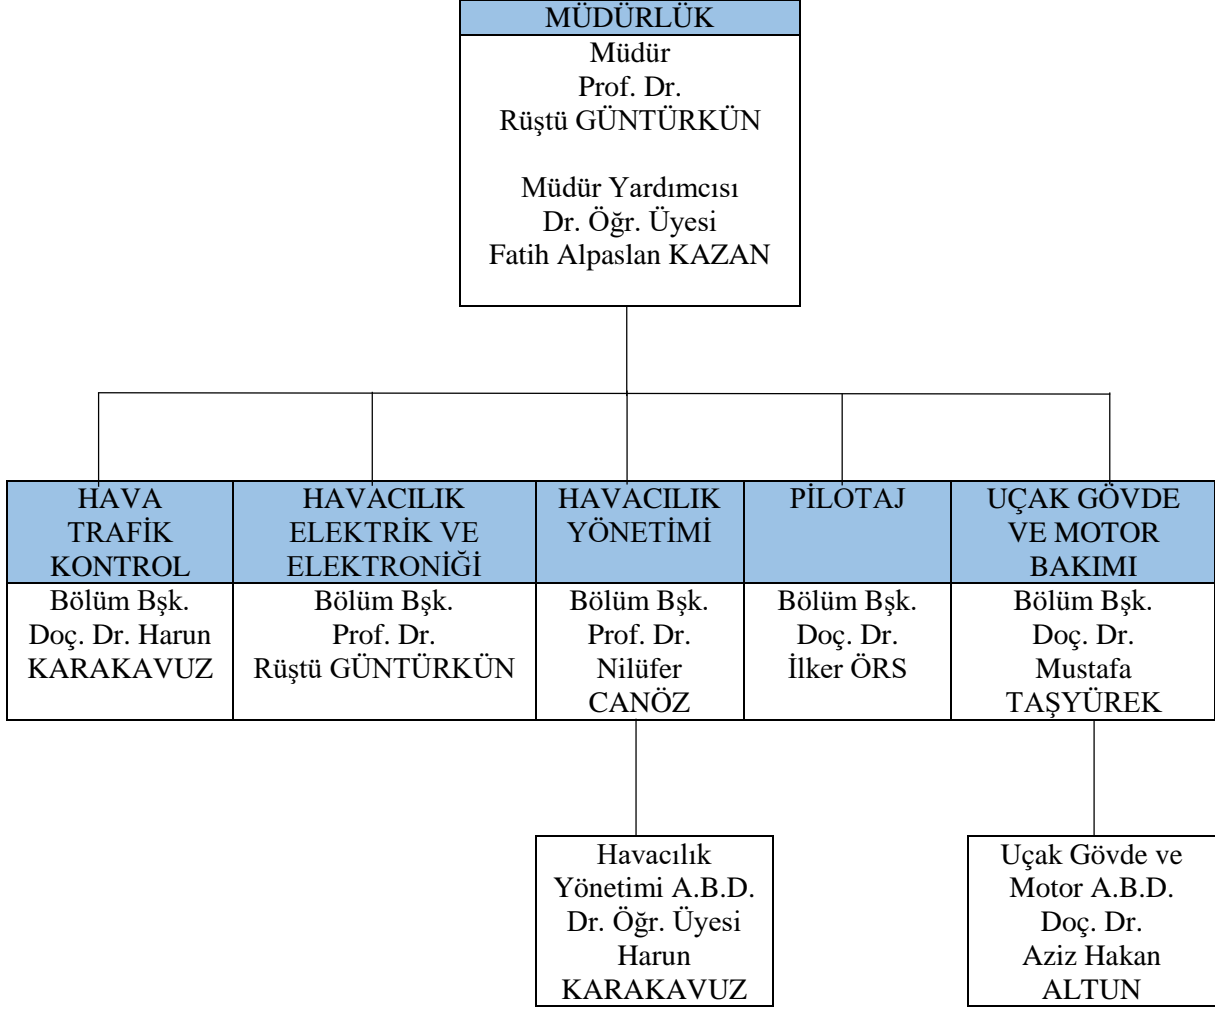 MÜDÜRLÜK
Müdür
Prof. Dr.
Rüştü GÜNTÜRKÜN
Müdür Yardımcısı
Dr. Öğr. Üyesi
Fatih Alpaslan KAZAN
HAVA
TRAFİK
KONTROL
Bölüm Bşk.
Doç. Dr. Harun
KARAKAVUZ
HAVACILIK
ELEKTRİK VE
ELEKTRONİĞİ
Bölüm Bşk.
Prof. Dr.
Rüştü GÜNTÜRKÜN
HAVACILIK
YÖNETİMİ
Bölüm Bşk.
Prof. Dr.
Nilüfer
CANÖZ
PİLOTAJ
Bölüm Bşk.
Doç. Dr.
İlker ÖRS
UÇAK GÖVDE
VE MOTOR
BAKIMI
Bölüm Bşk.
Doç. Dr.
Mustafa
TAŞYÜREK
Havacılık
Yönetimi A.B.D.
Dr. Öğr. Üyesi
Harun
KARAKAVUZ
Uçak Gövde ve
Motor A.B.D.
Doç. Dr.
Aziz Hakan
ALTUN